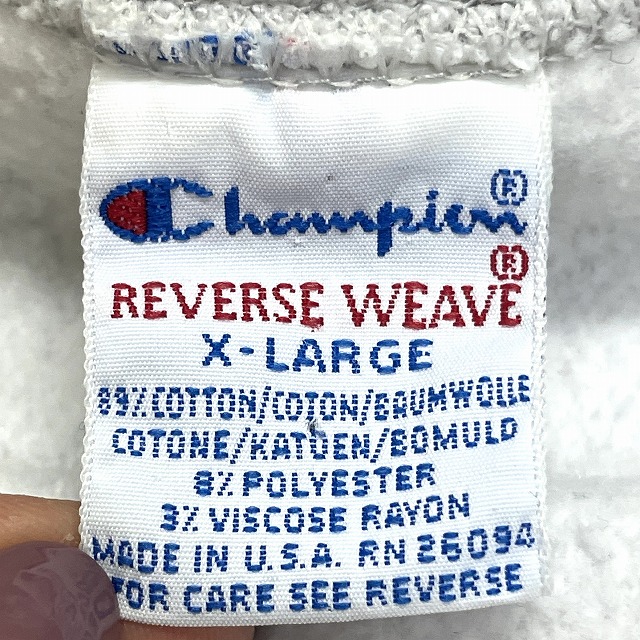 Champion®
REVERSE WEAVE®
X-LARGE
89% COTTON/COTON/BAUMWOLLE
COTONE/KATOEN/BOMULD
8% POLYESTER
3% VISCOSE RAYON
MADE IN U.S.A. RN 26094
FOR CARE SEE REVERSE